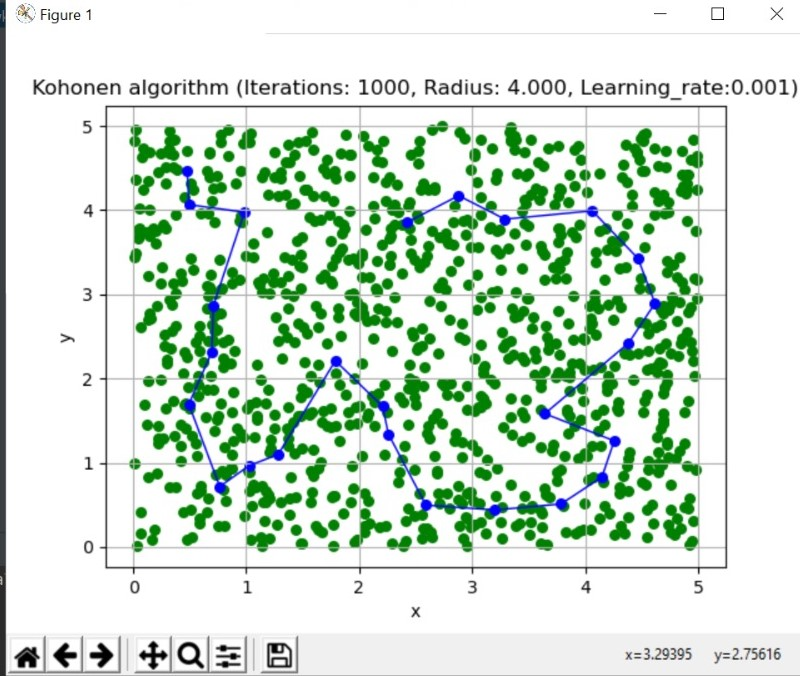 Figure 1
Kohonen algorithm (Iterations: 1000, Radius: 4.000, Learning_rate:0.001)
5
4
3
2
1
0
y
0 1 2 3 4 5
x
x=3.29395 y=2.75616